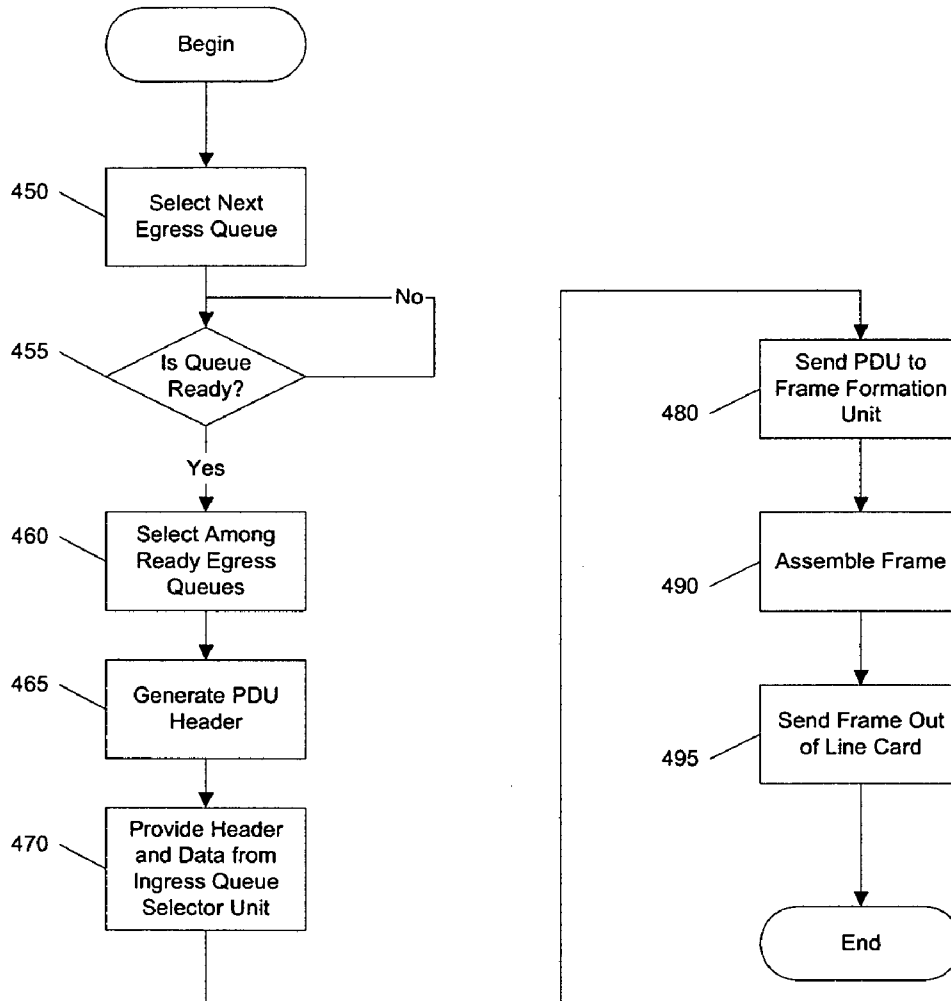 Begin
450
Select Next
Egress Queue
No
455
Is Queue
Ready?
Yes
460
Select Among
Ready Egress
Queues
465
Generate PDU
Header
470
Provide Header
and Data from
Ingress Queue
Selector Unit
480
Send PDU to
Frame Formation
Unit
490
Assemble Frame
495
Send Frame Out
of Line Card
End